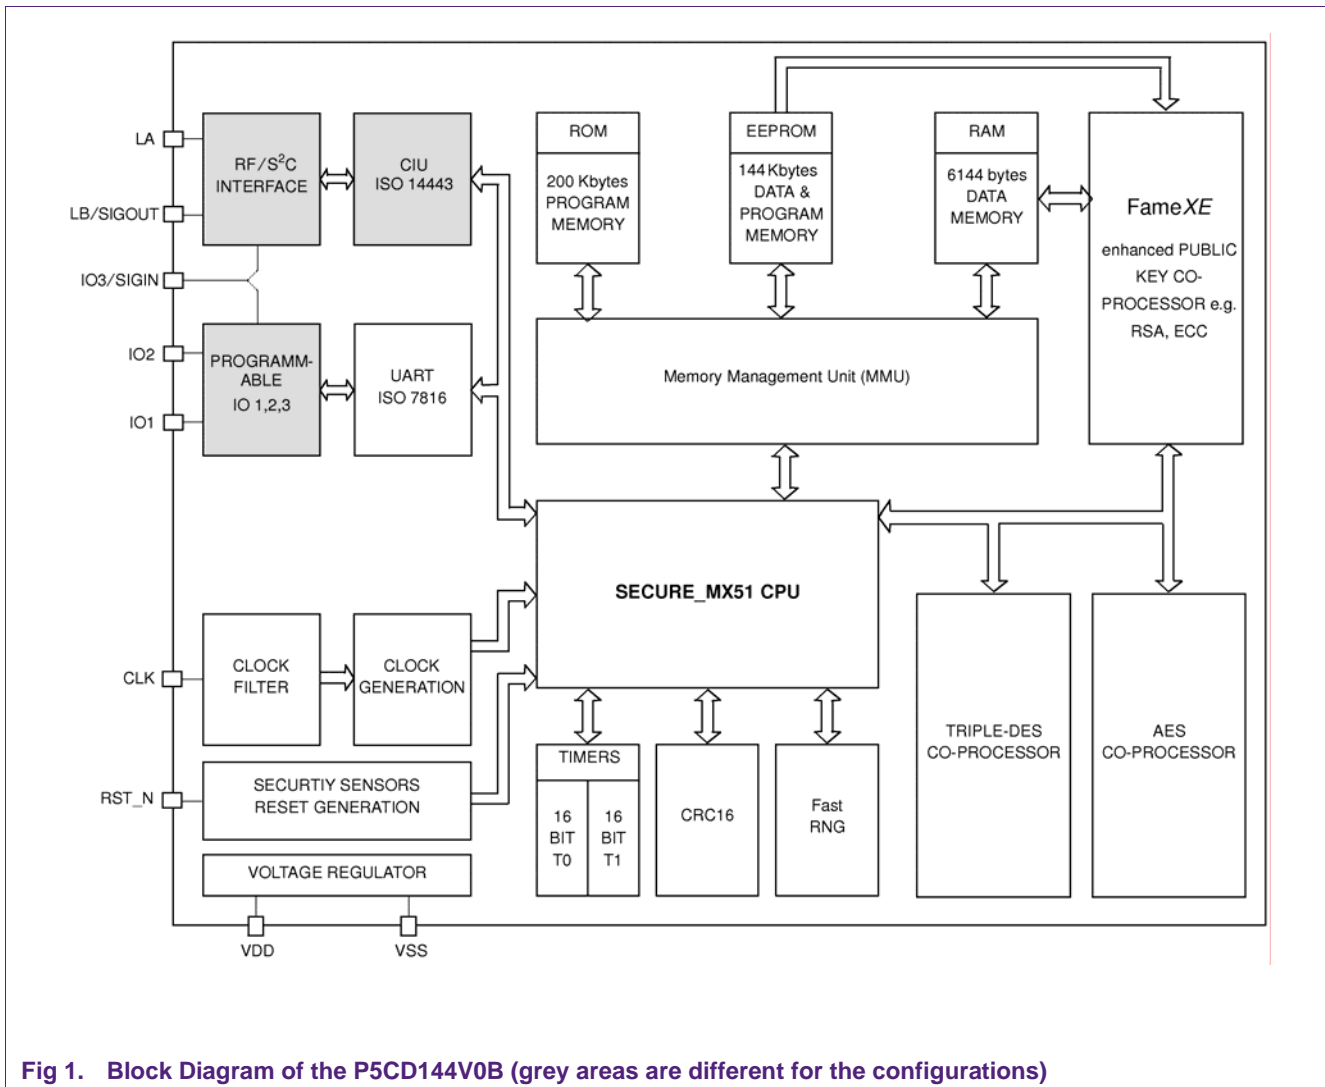 LA
LB/SIGOUT
IO3/SIGIN
IO2
IO1
CLK
RST_N
VDD
VSS
RF/S²C
INTERFACE
CIU
ISO 14443
PROGRAMM-
ABLE
IO 1,2,3
UART
ISO 7816
CLOCK
FILTER
CLOCK
GENERATION
SECURTIY SENSORS
RESET GENERATION
VOLTAGE REGULATOR
ROM
200 Kbytes
PROGRAM
MEMORY
EEPROM
144 Kbytes
DATA &
PROGRAM
MEMORY
RAM
6144 bytes
DATA
MEMORY
FameXE
enhanced PUBLIC
KEY CO-
PROCESSOR e.g.
RSA, ECC
Memory Management Unit (MMU)
SECURE_MX51 CPU
TIMERS
16
BIT
T0
16
BIT
T1
CRC16
Fast
RNG
TRIPLE-DES
CO-PROCESSOR
AES
CO-PROCESSOR
Fig 1. Block Diagram of the P5CD144V0B (grey areas are different for the configurations)